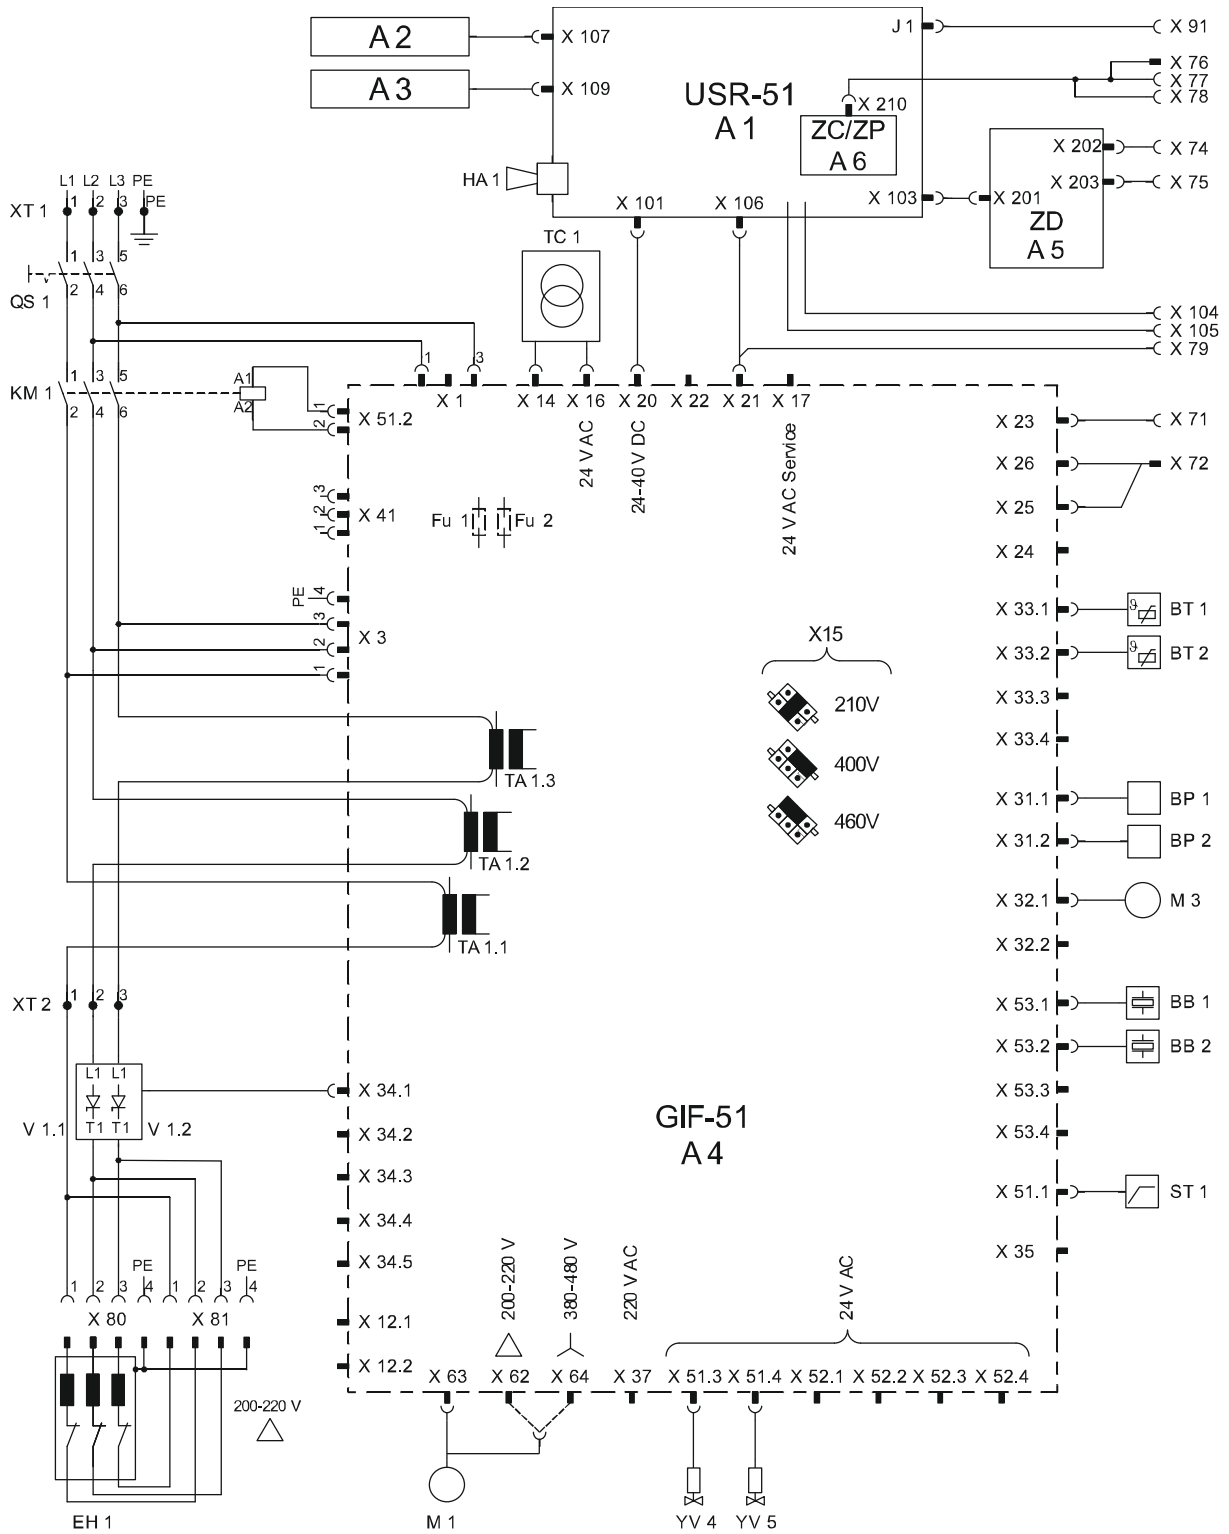 A 2
X 107
J 1
X 91
A 3
X 109
USR-51
A 1
X 76
X 77
X 78
X 210
ZC/ZP
A 6
X 202
X 74
X 203
X 75
HA 1
X 101
X 106
X 103
X 201
ZD
A 5
L1 L2 L3 PE
XT 1
1 2 3 PE
TC 1
1 3 5
QS 1
2 4 6
X 104
X 105
X 79
1 3
1 3 5
KM 1
2 4 6
A1
A2
1
2
X 51.2
X 1
X 14
X 16
X 20
X 22
X 21
X 17
24 V AC
24-40 V DC
24 V AC Service
X 23
X 71
X 26
X 72
X 25
X 24
3
2
1
X 41
Fu 1
Fu 2
PE 4
3
2
1
X 3
X 33.1
BT 1
X 33.2
BT 2
X 33.3
X 33.4
ϑ
ϑ
X15
210V
400V
460V
TA 1.3
TA 1.2
TA 1.1
X 31.1
BP 1
X 31.2
BP 2
X 32.1
M 3
X 32.2
XT 2
1 2 3
X 53.1
BB 1
X 53.2
BB 2
X 53.3
X 53.4
L1 L1
T1 T1
V 1.1
V 1.2
X 34.1
X 34.2
X 34.3
X 34.4
X 34.5
GIF-51
A 4
X 51.1
ST 1
X 35
PE
PE
1 2 3 4 1 2 3 4
X 80
X 81
X 12.1
X 12.2
200-220 V
380-480 V
220 V AC
24 V AC
X 63
X 62
X 64
X 37
X 51.3
X 51.4
X 52.1
X 52.2
X 52.3
X 52.4
200-220 V
EH 1
M 1
YV 4
YV 5